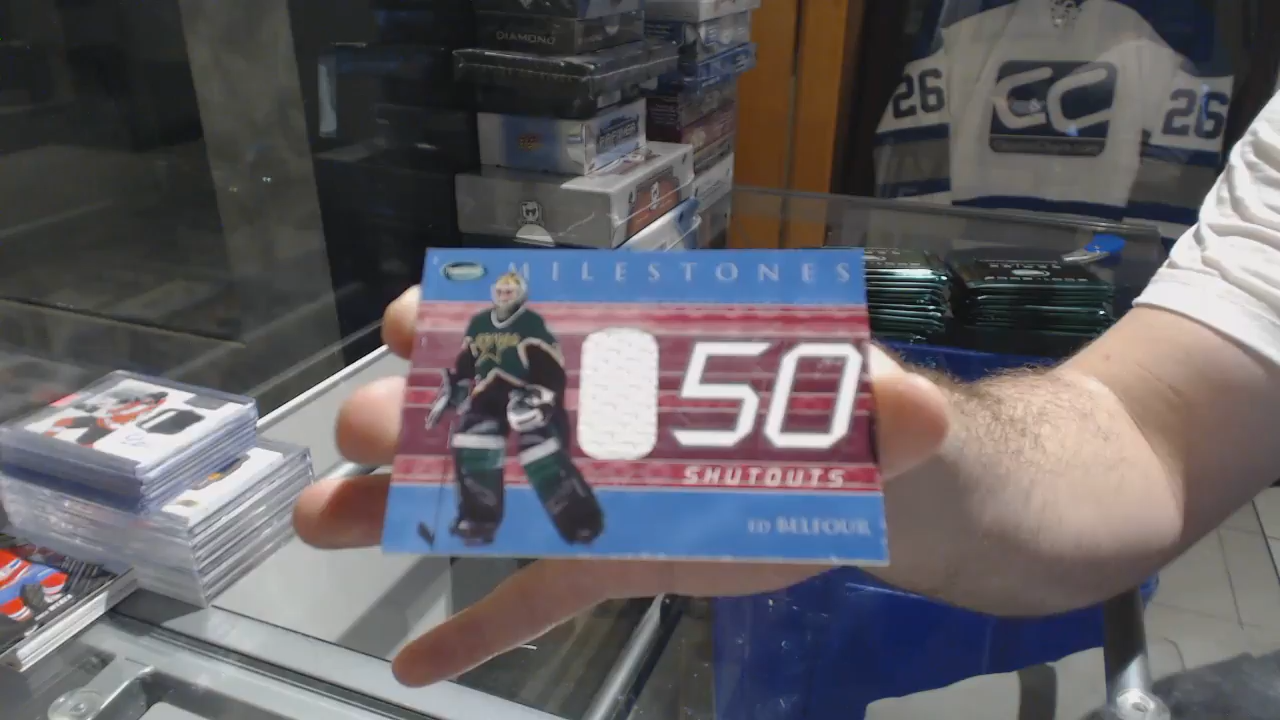 DIAMOND
26
C&C
26
MILESTONES
50
SHUTOUTS
ED BELFOUR